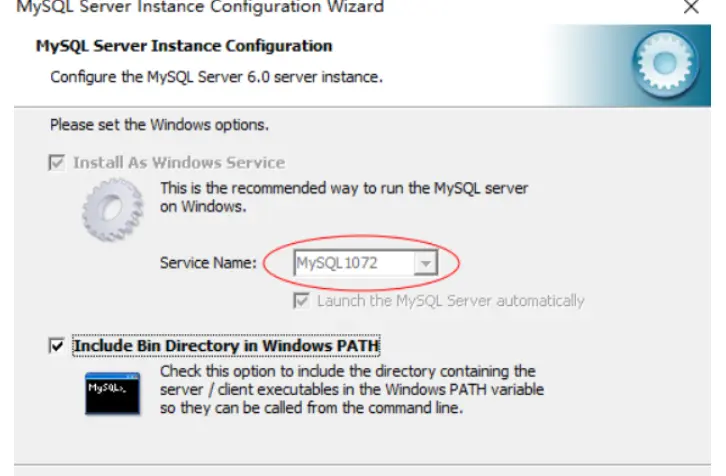 MySQL Server Instance Configuration Wizard
MySQL Server Instance Configuration
Configure the MySQL Server 6.0 server instance.
Please set the Windows options.
Install As Windows Service
This is the recommended way to run the MySQL server
on Windows.
Service Name: MySQL1072
Launch the MySQL Server automatically
Include Bin Directory in Windows PATH
Check this option to include the directory containing the
server / client executables in the Windows PATH variable
so they can be called from the command line.
MySQL>_